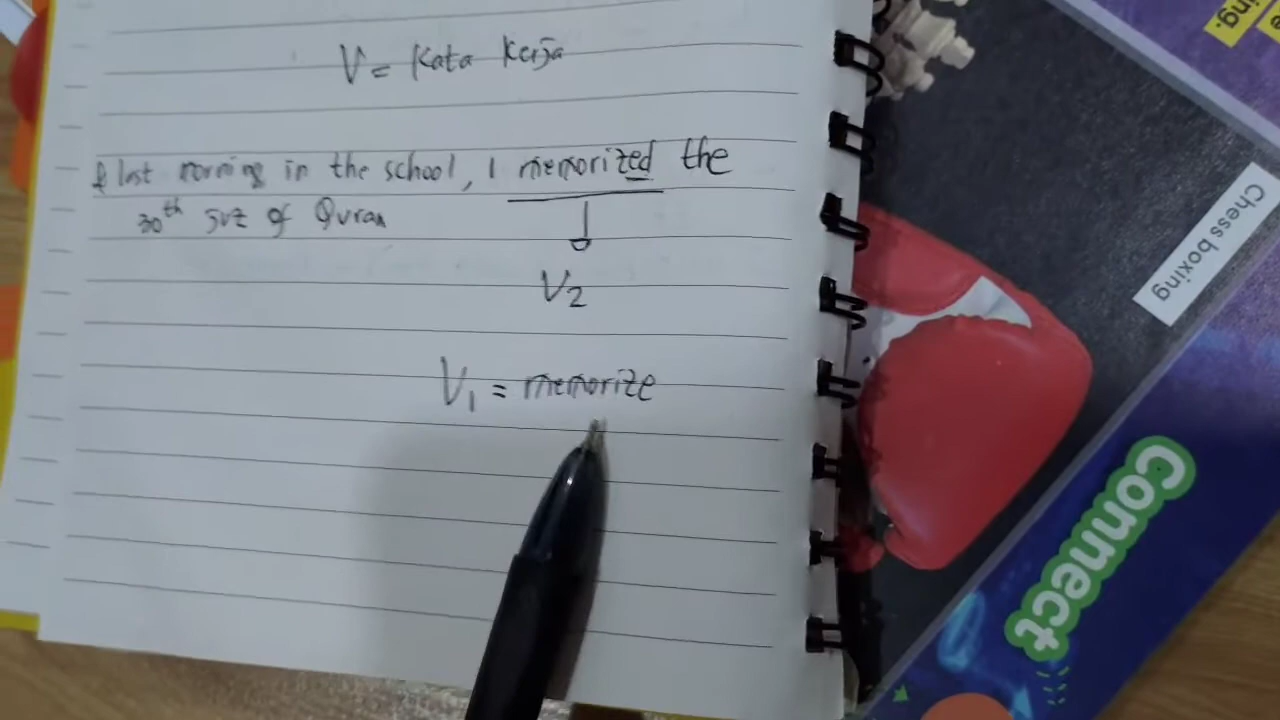 V = Kata Kerja
last morning in the school, I memorized the
30th Juz of Quran
V2
V1 = memorize
Chess boxing
Connect
ing.